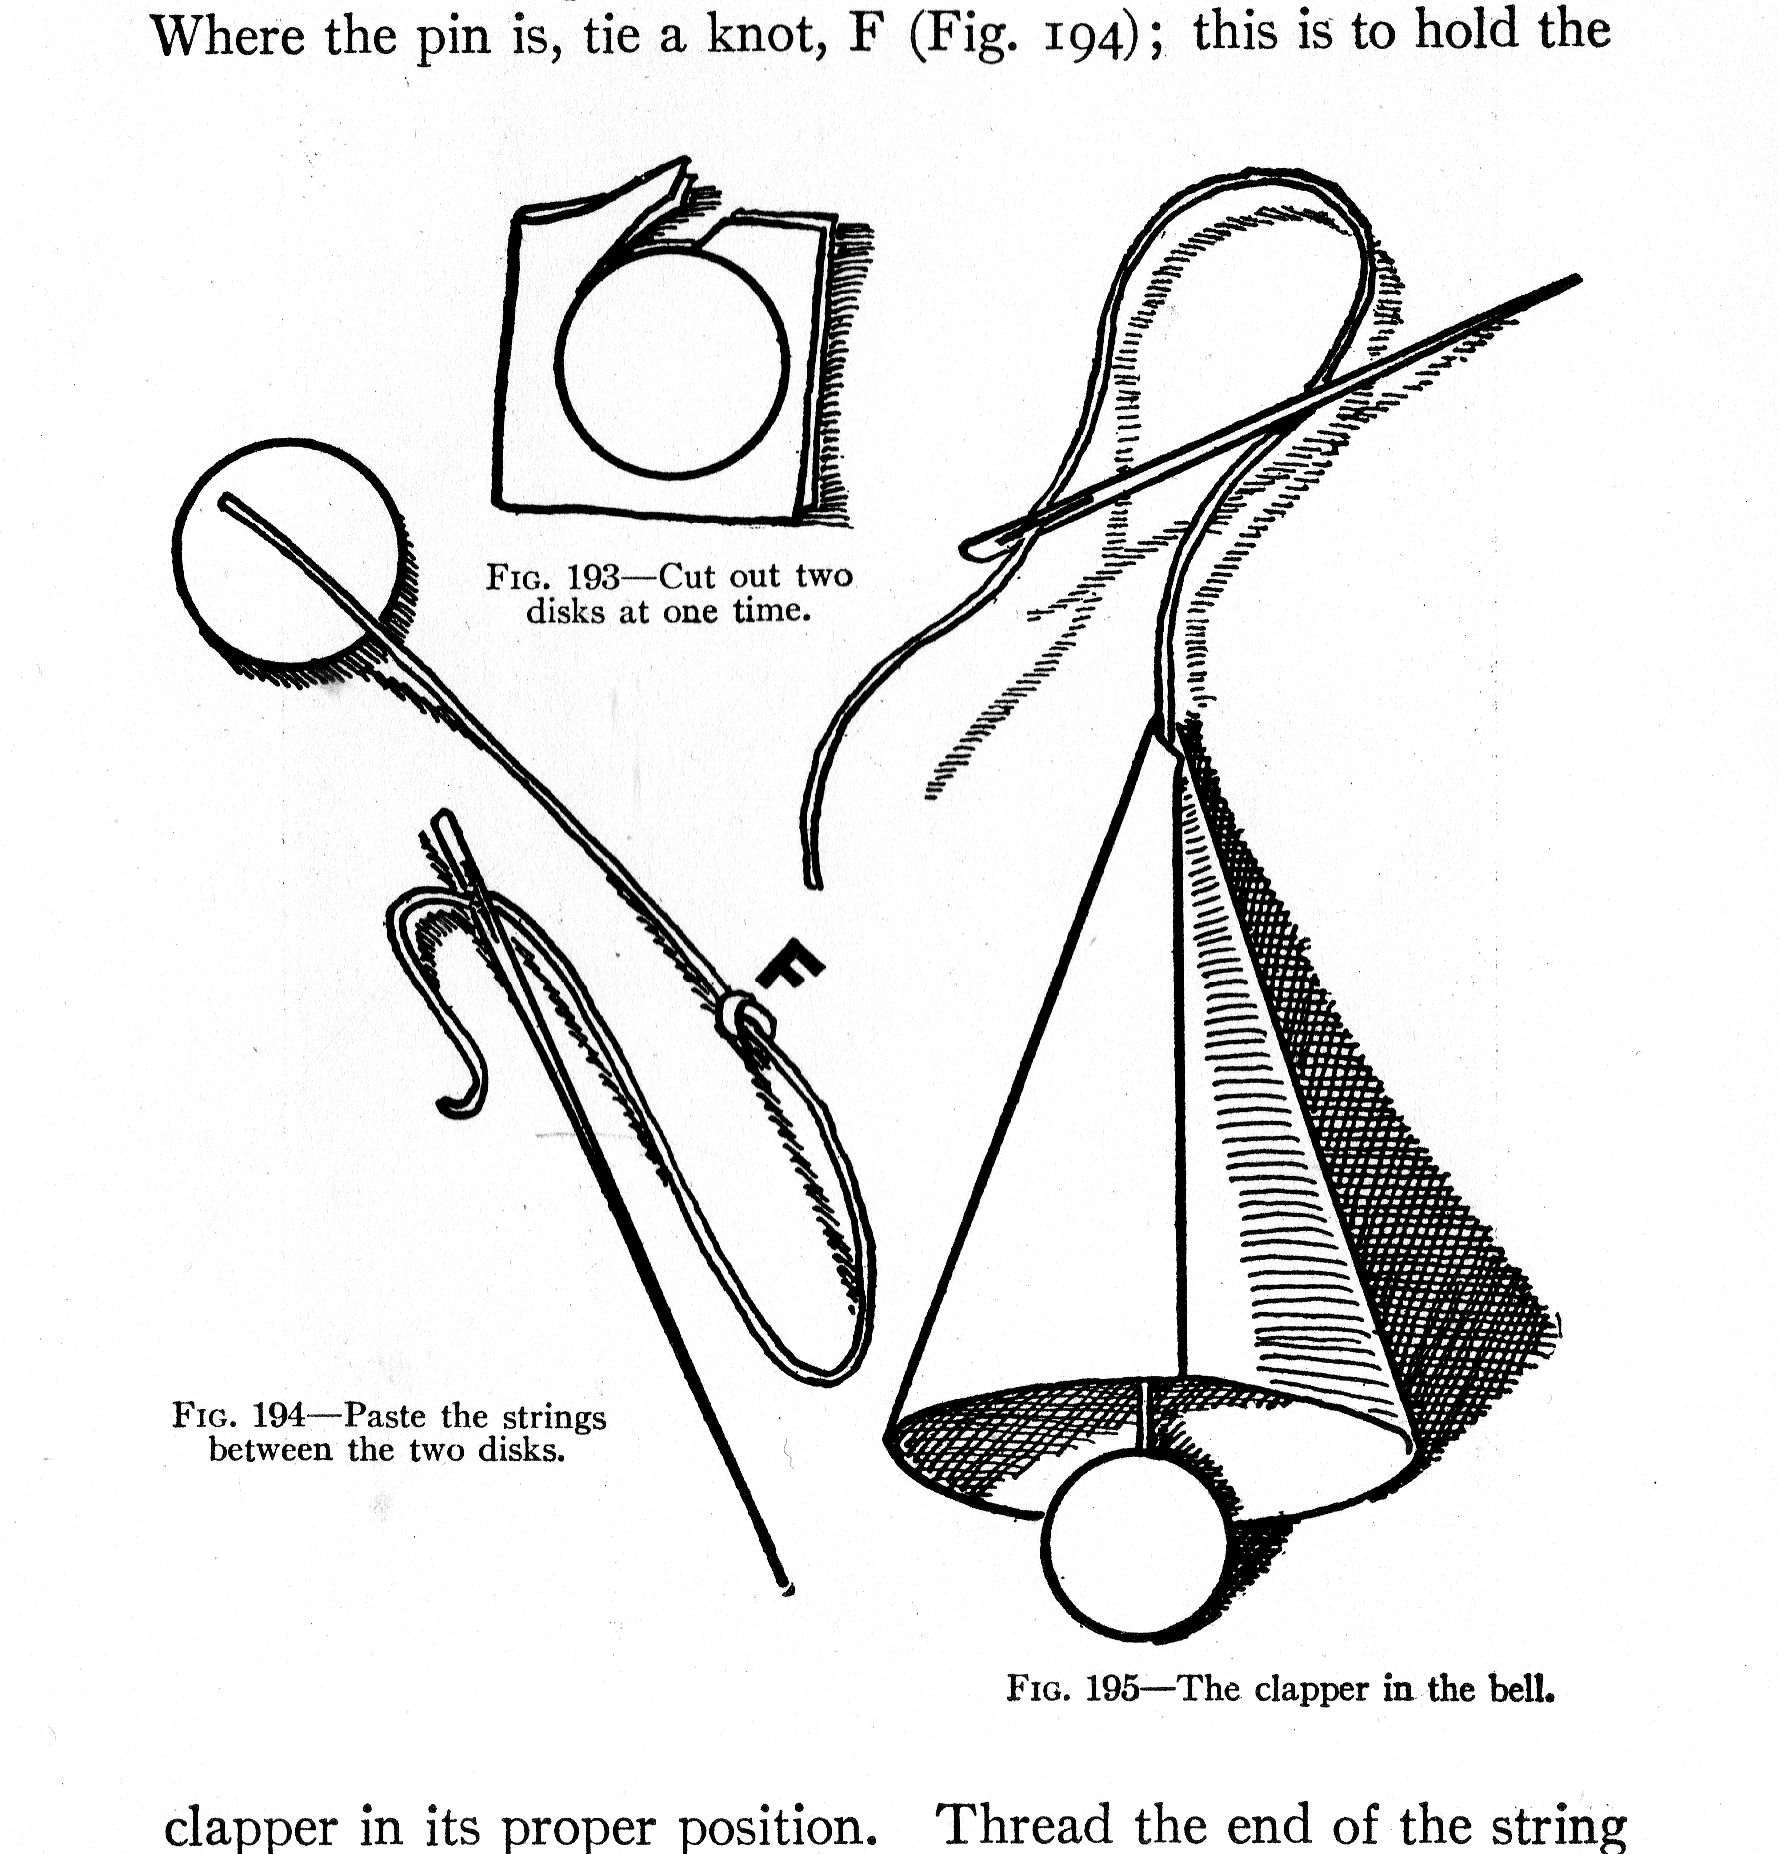 Where the pin is, tie a knot, F (Fig. 194); this is to hold the
Fig. 193—Cut out two
disks at one time.
F
Fig. 194—Paste the strings
between the two disks.
Fig. 195—The clapper in the bell.
clapper in its proper position. Thread the end of the string